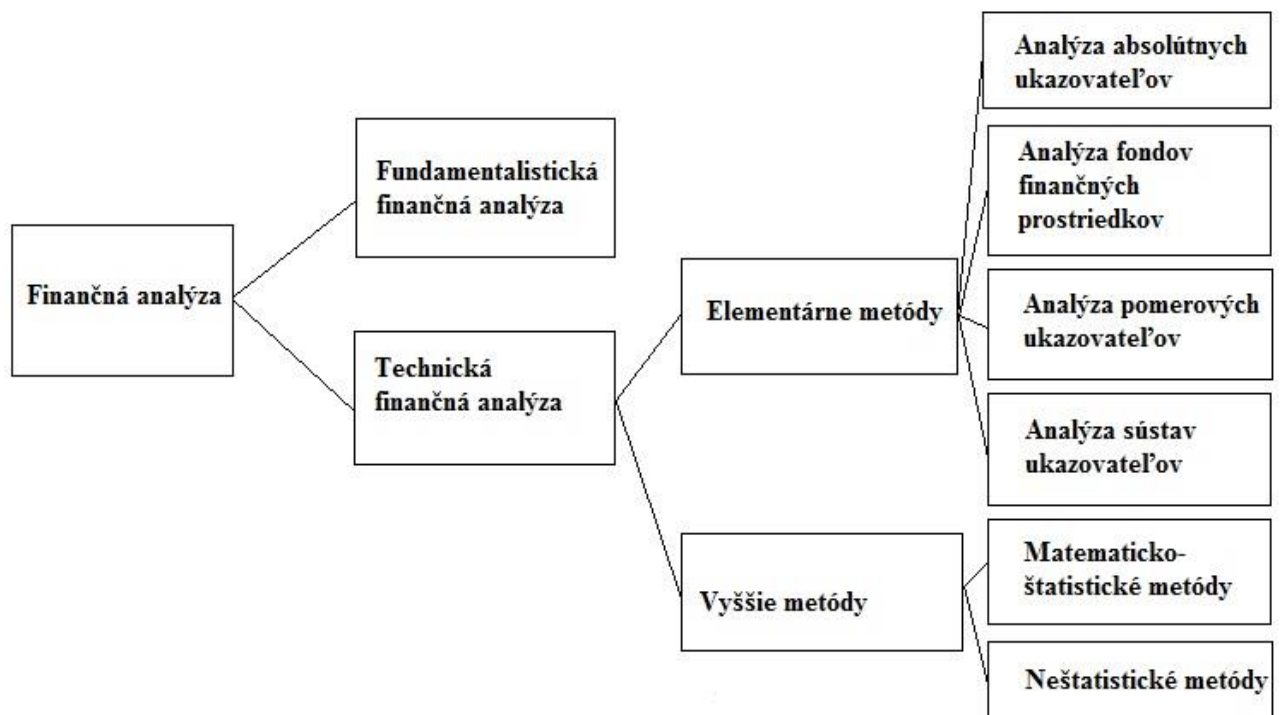 Finančná analýza
Fundamentalistická
finančná analýza
Technická
finančná analýza
Elementárne metódy
Vyššie metódy
Analýza absolútnych
ukazovateľov
Analýza fondov
finančných
prostriedkov
Analýza pomerových
ukazovateľov
Analýza sústav
ukazovateľov
Matematicko-
štatistické metódy
Neštatistické metódy